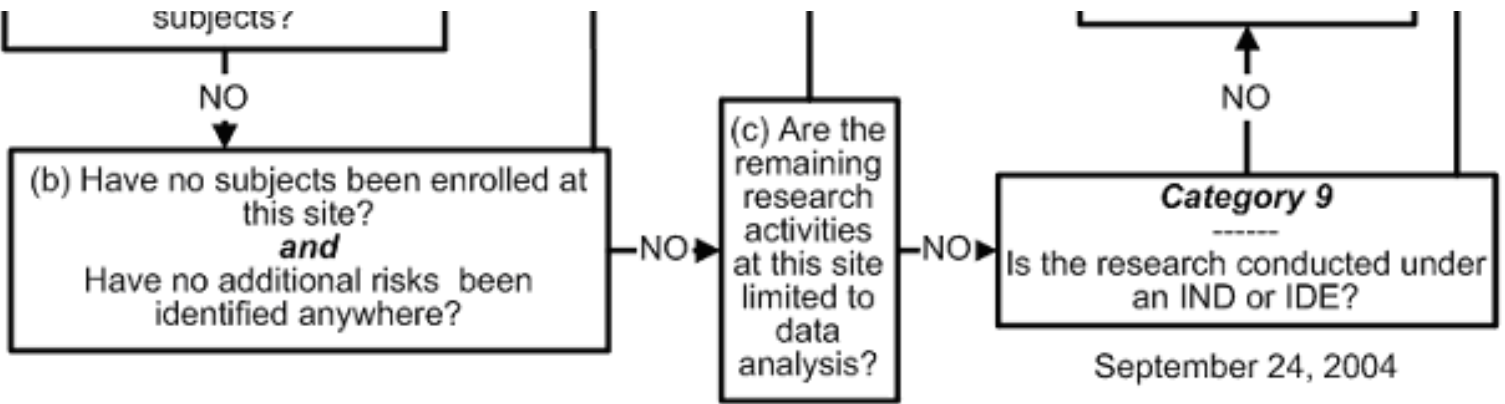 subjects?
NO
(b) Have no subjects been enrolled at
this site?
and
Have no additional risks been
identified anywhere?
NO
(c) Are the
remaining
research
activities
at this site
limited to
data
analysis?
NO
NO
Category 9
------
Is the research conducted under
an IND or IDE?
September 24, 2004